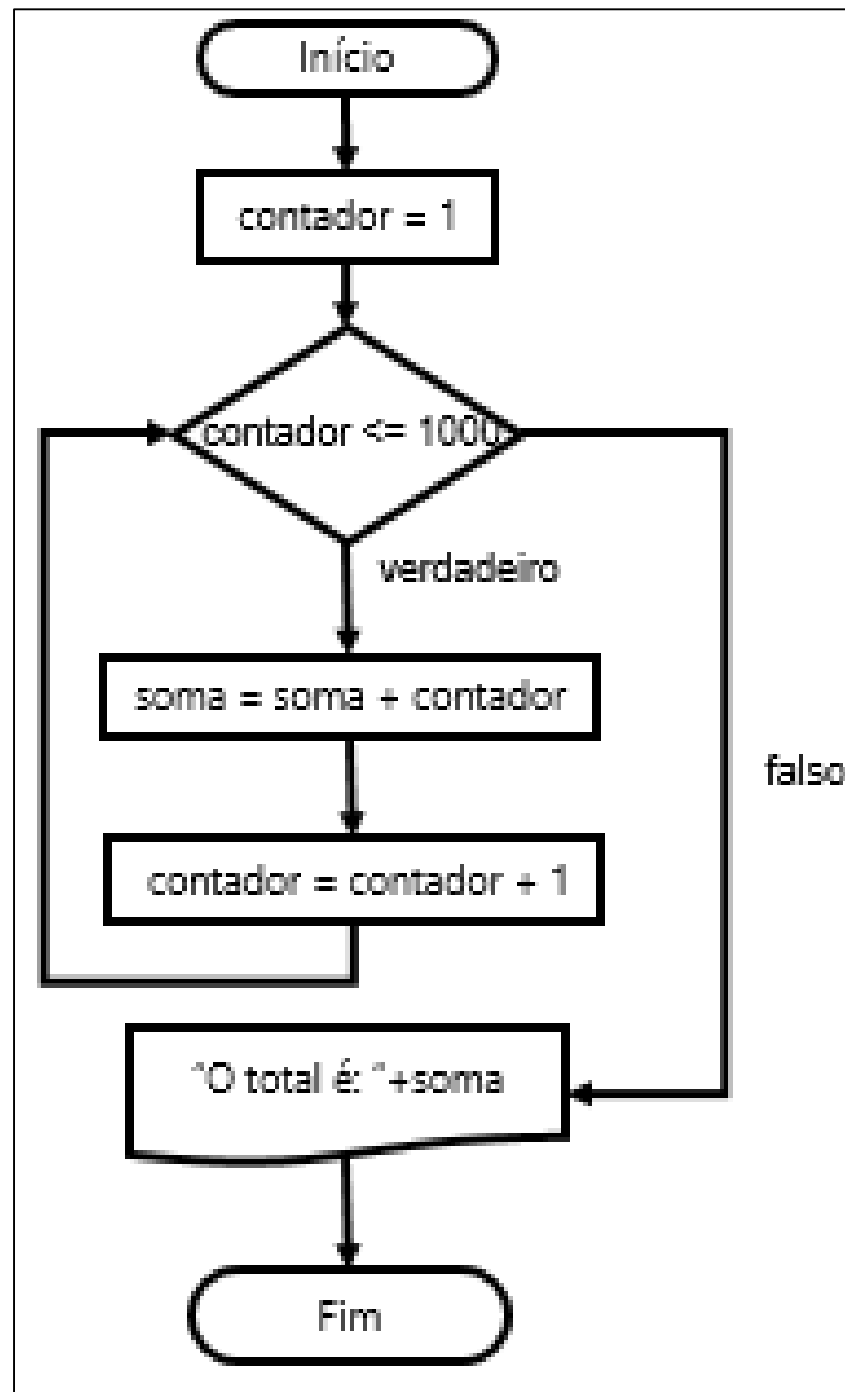 Início
contador = 1
contador <= 1000
verdadeiro
soma = soma + contador
falso
contador = contador + 1
"O total é: "+soma
Fim